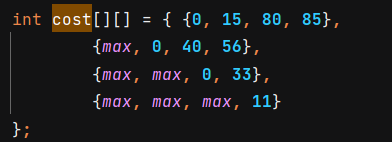 int cost[][] = { {0, 15, 80, 85},
{max, 0, 40, 56},
{max, max, 0, 33},
{max, max, max, 11}
};